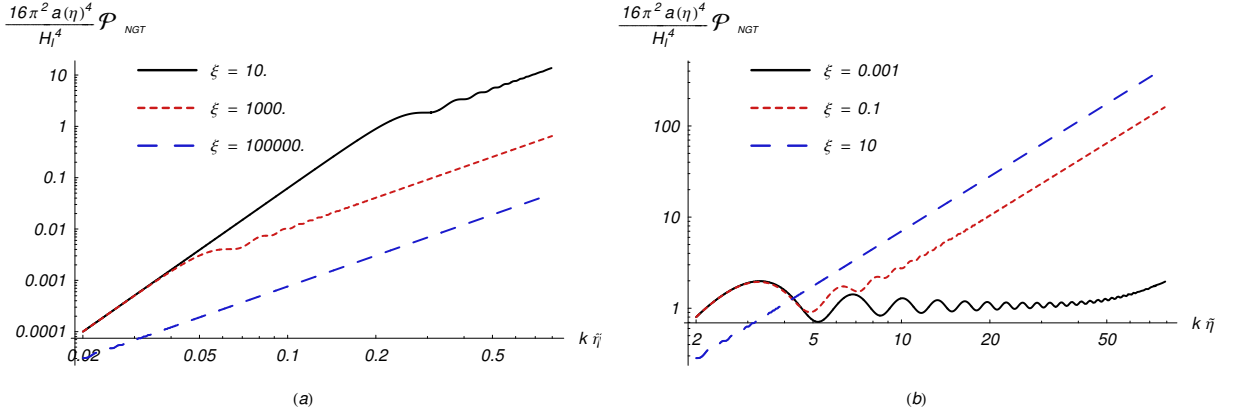 16π² a(η)⁴ / H_I⁴ 𝒫 NGT
ξ = 10.
ξ = 1000.
ξ = 100000.
10
1
0.1
0.01
0.001
0.0001
0.02 0.05 0.1 0.2 0.5
k η̃
(a)
16π² a(η)⁴ / H_I⁴ 𝒫 NGT
ξ = 0.001
ξ = 0.1
ξ = 10
100
10
1
2 5 10 20 50
k η̃
(b)